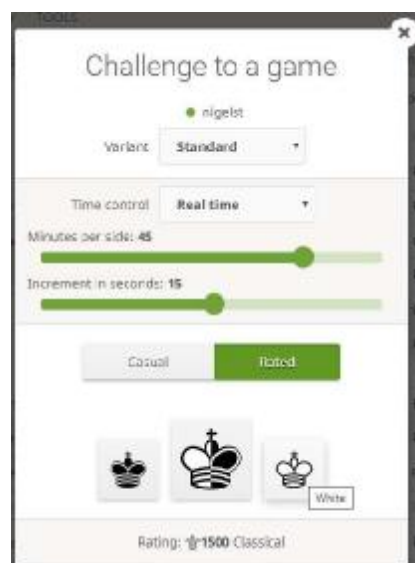 TOOLS
Challenge to a game
nigelst
Variant Standard
Time control Real time
Minutes per side: 45
Increment in seconds: 15
Casual Rated
White
Rating: 1500 Classical